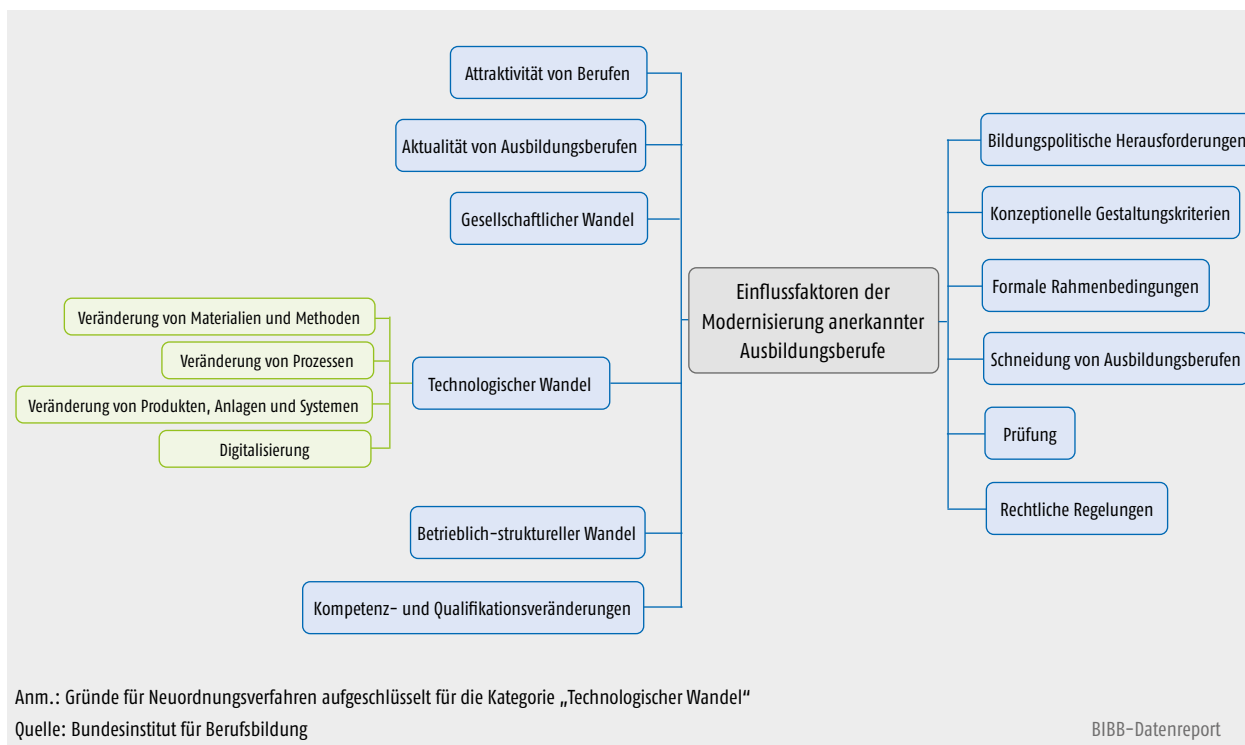 Attraktivität von Berufen
Aktualität von Ausbildungsberufen
Gesellschaftlicher Wandel
Veränderung von Materialien und Methoden
Veränderung von Prozessen
Veränderung von Produkten, Anlagen und Systemen
Digitalisierung
Technologischer Wandel
Betrieblich-struktureller Wandel
Kompetenz- und Qualifikationsveränderungen
Einflussfaktoren der
Modernisierung anerkannter
Ausbildungsberufe
Bildungspolitische Herausforderungen
Konzeptionelle Gestaltungskriterien
Formale Rahmenbedingungen
Schneidung von Ausbildungsberufen
Prüfung
Rechtliche Regelungen
Anm.: Gründe für Neuordnungsverfahren aufgeschlüsselt für die Kategorie „Technologischer Wandel“
Quelle: Bundesinstitut für Berufsbildung
BIBB-Datenreport